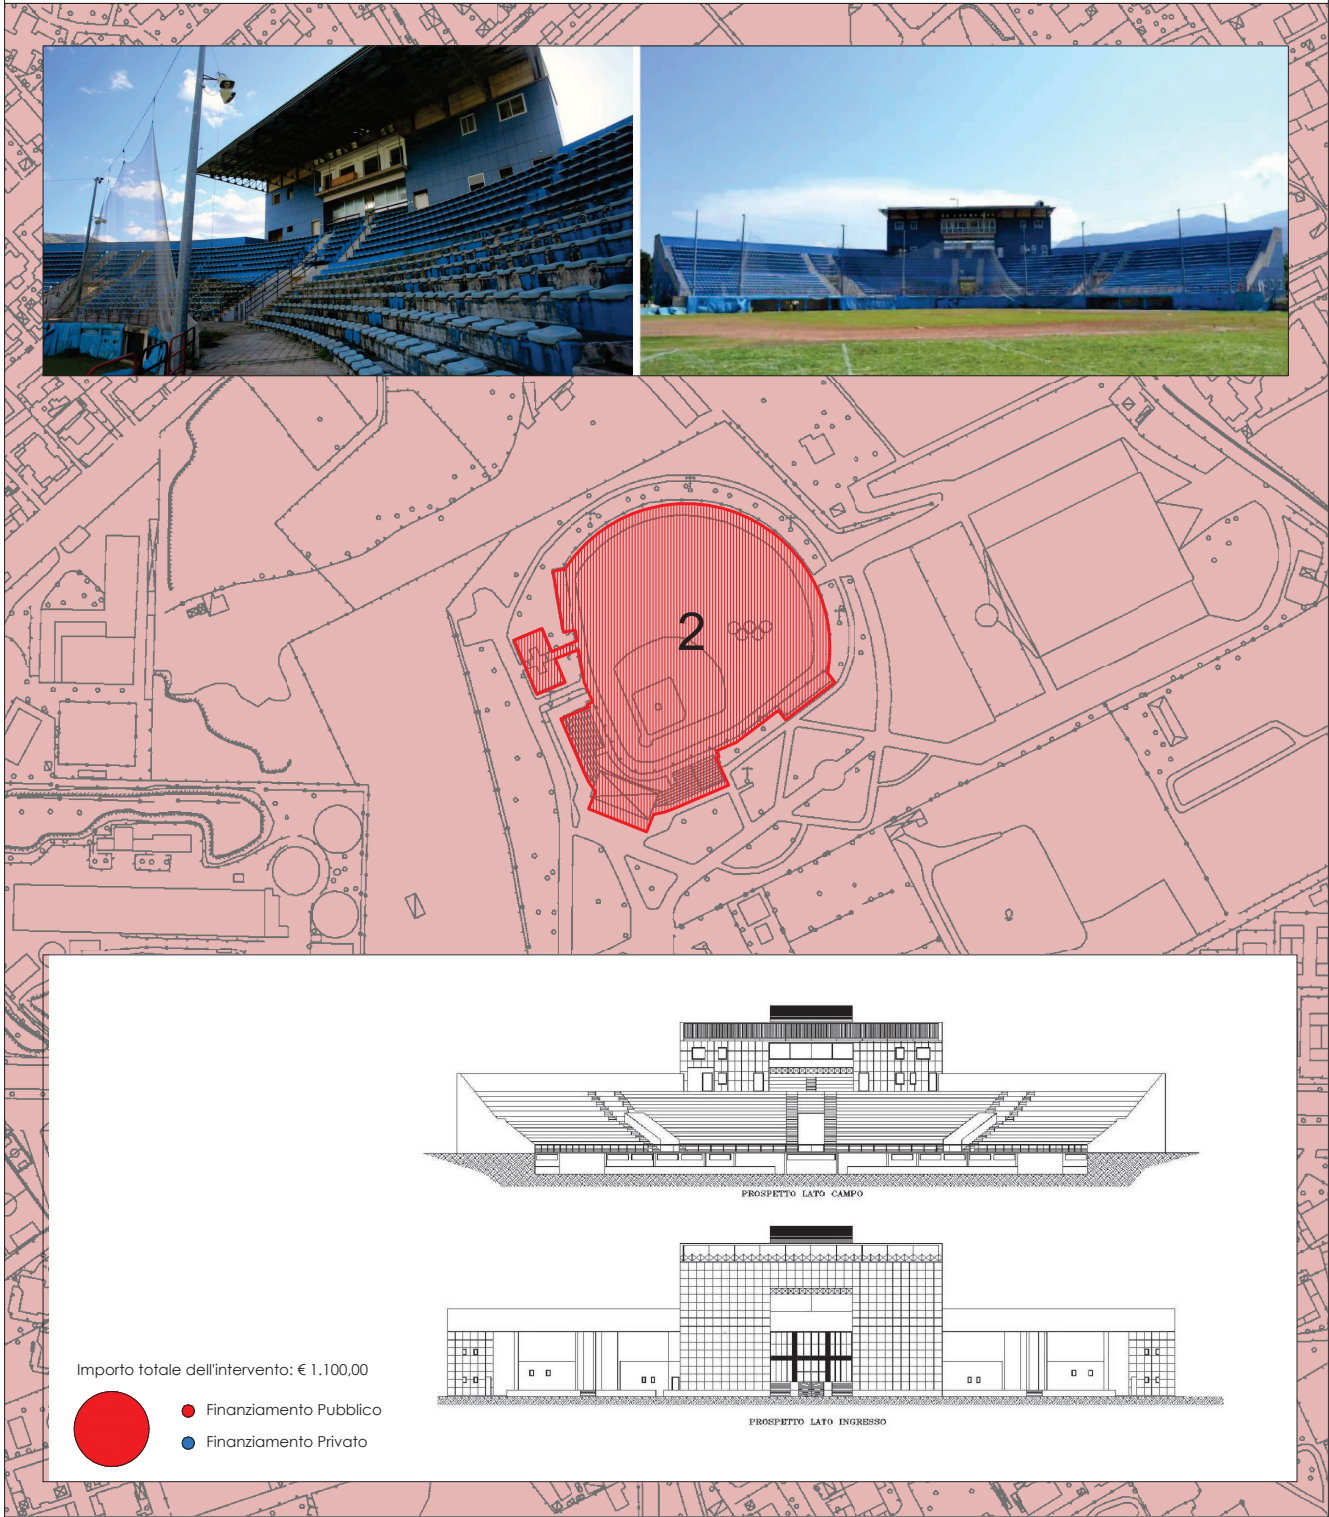 2
PROSPETTO LATO CAMPO
PROSPETTO LATO INGRESSO
Importo totale dell'intervento: € 1.100,00
Finanziamento Pubblico
Finanziamento Privato